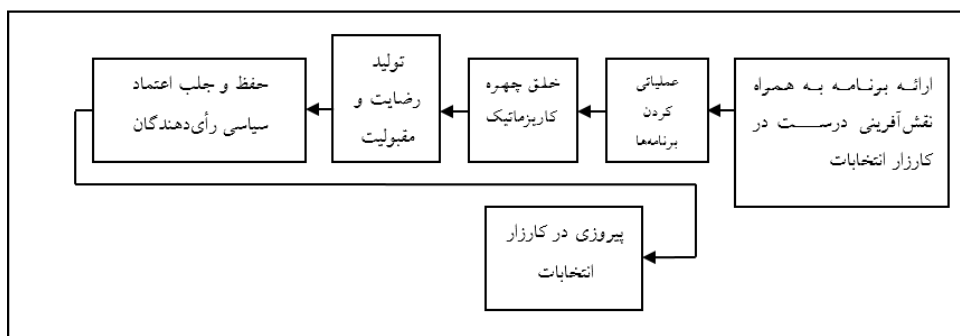 ارائه برنامه به همراه
نقش‌آفرینی درست در
کارزار انتخابات
عملیاتی
کردن
برنامه‌ها
خلق چهره
کاریزماتیک
تولید
رضایت و
مقبولیت
حفظ و جلب اعتماد
سیاسی رأی‌دهندگان
پیروزی در کارزار
انتخابات